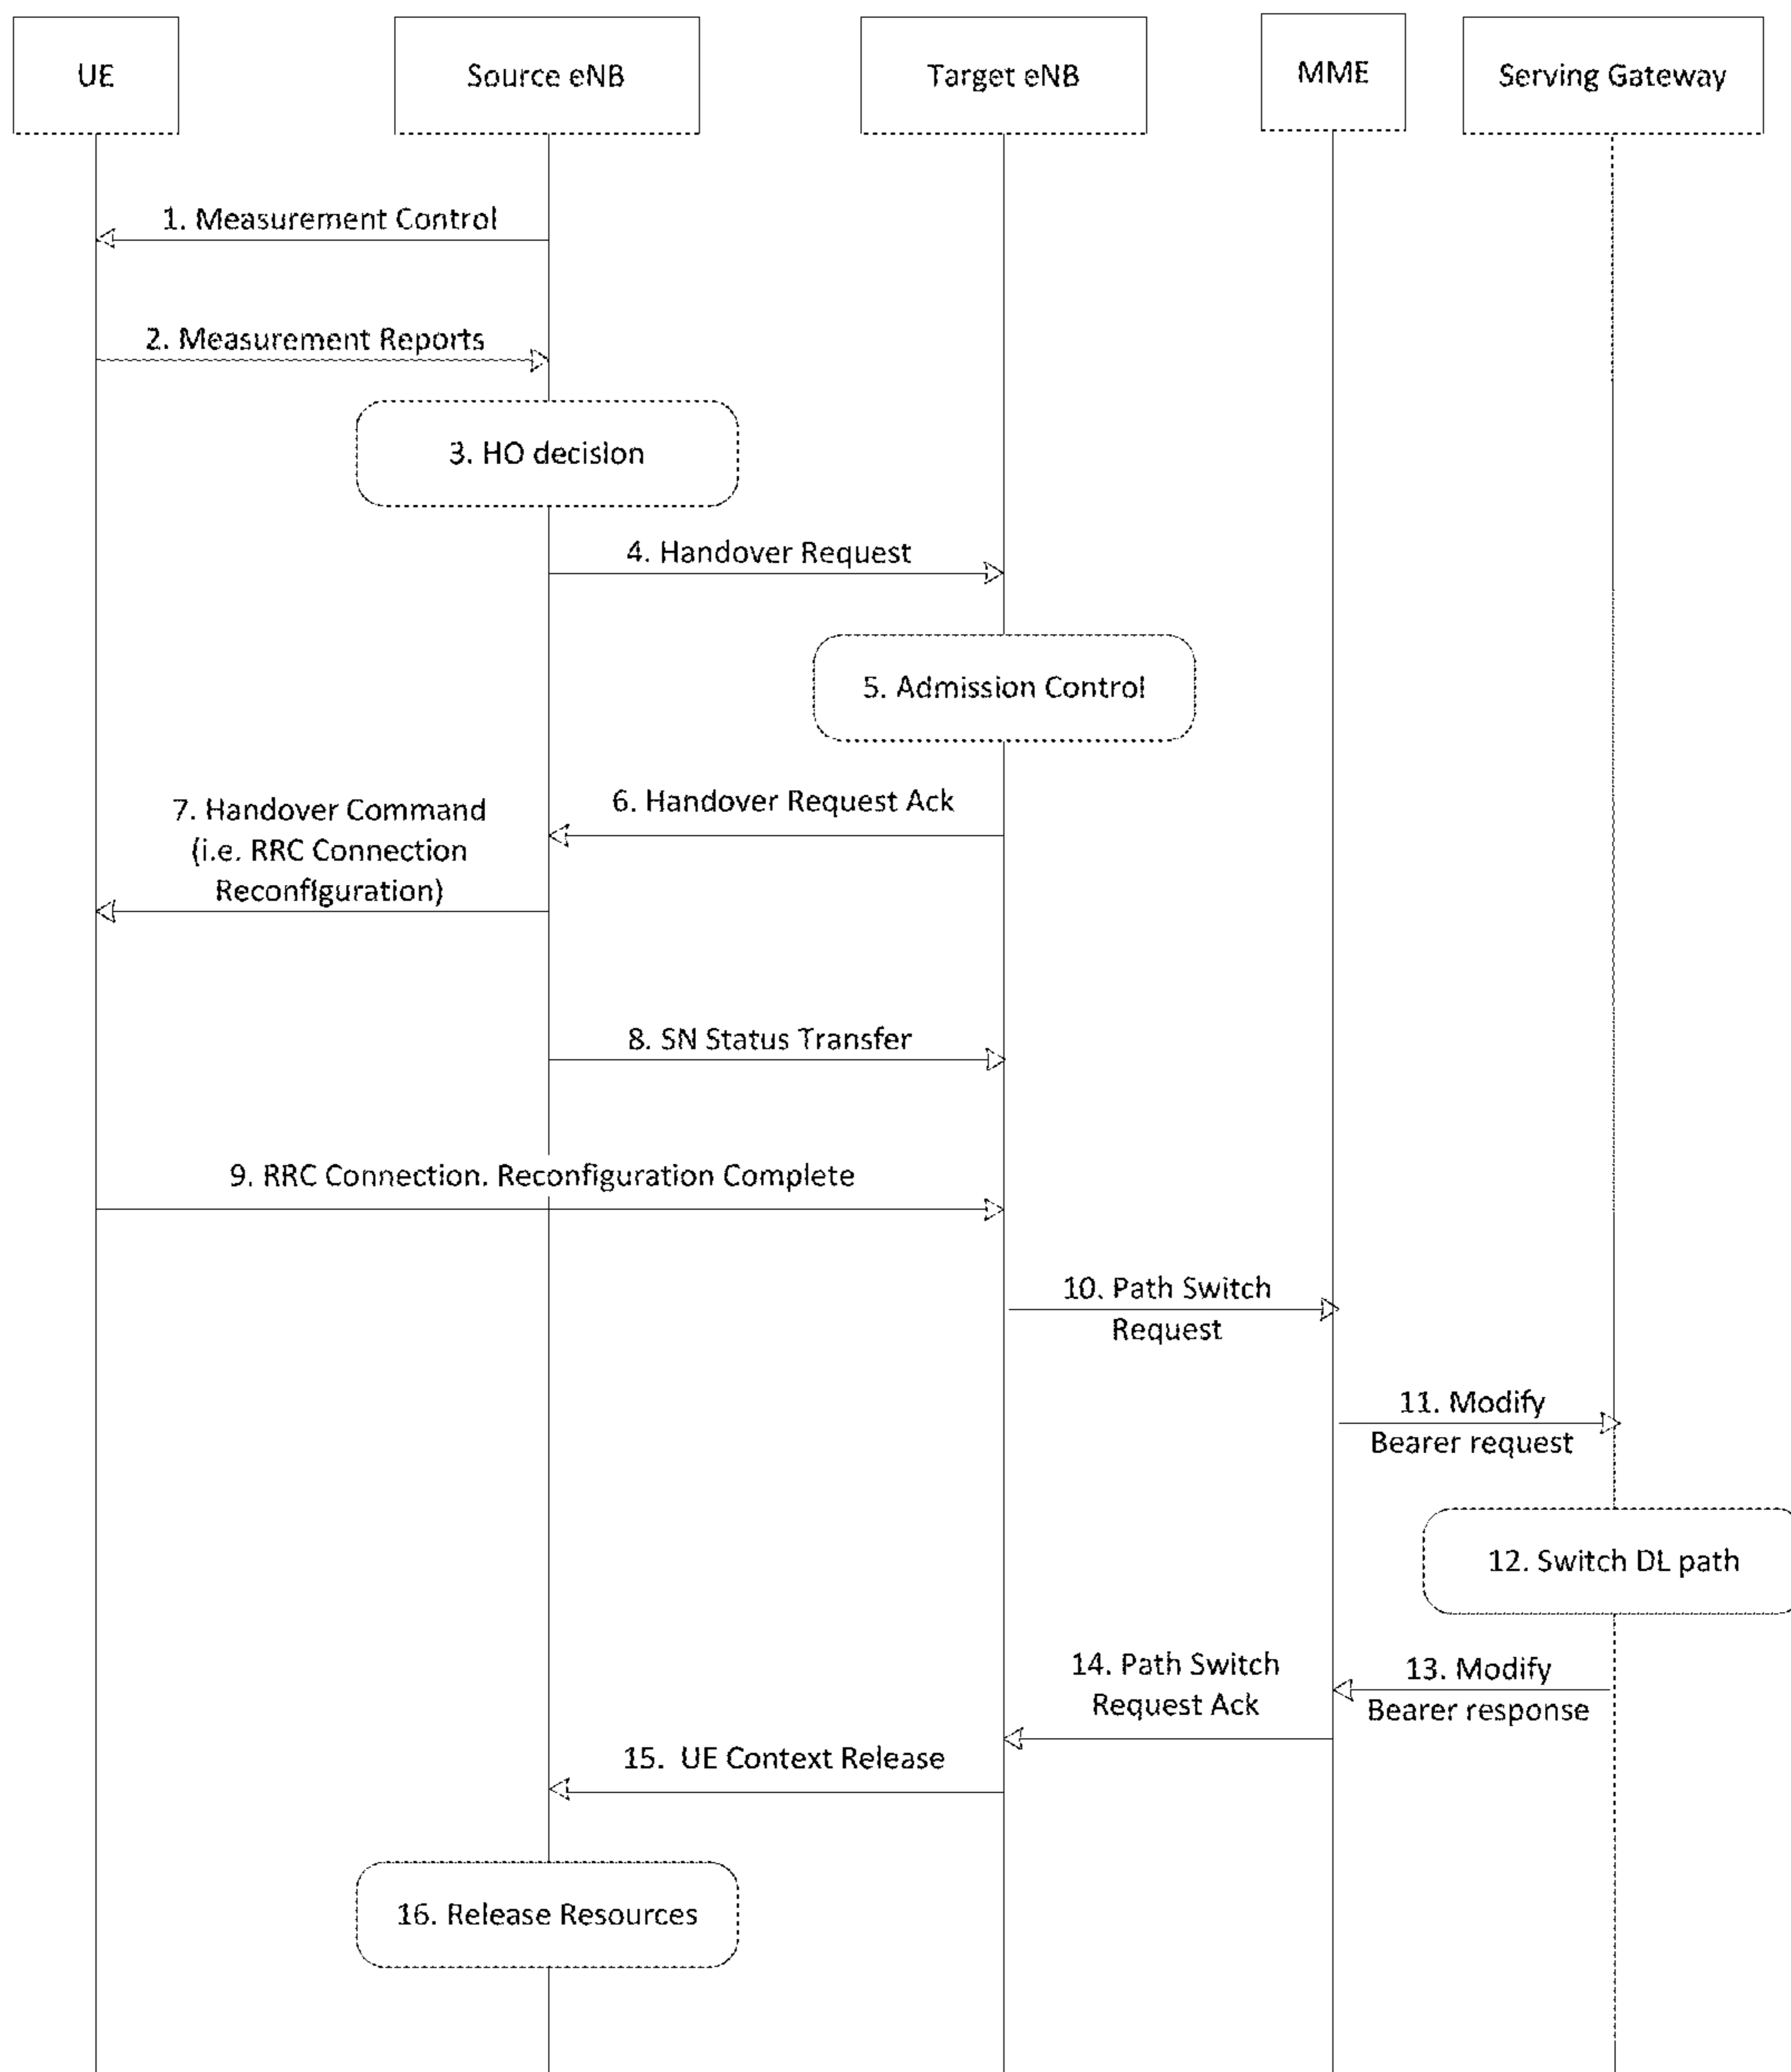 UE
Source eNB
Target eNB
MME
Serving Gateway
1. Measurement Control
2. Measurement Reports
3. HO decision
4. Handover Request
5. Admission Control
6. Handover Request Ack
7. Handover Command
(i.e. RRC Connection
Reconfiguration)
8. SN Status Transfer
9. RRC Connection. Reconfiguration Complete
10. Path Switch
Request
11. Modify
Bearer request
12. Switch DL path
13. Modify
Bearer response
14. Path Switch
Request Ack
15. UE Context Release
16. Release Resources